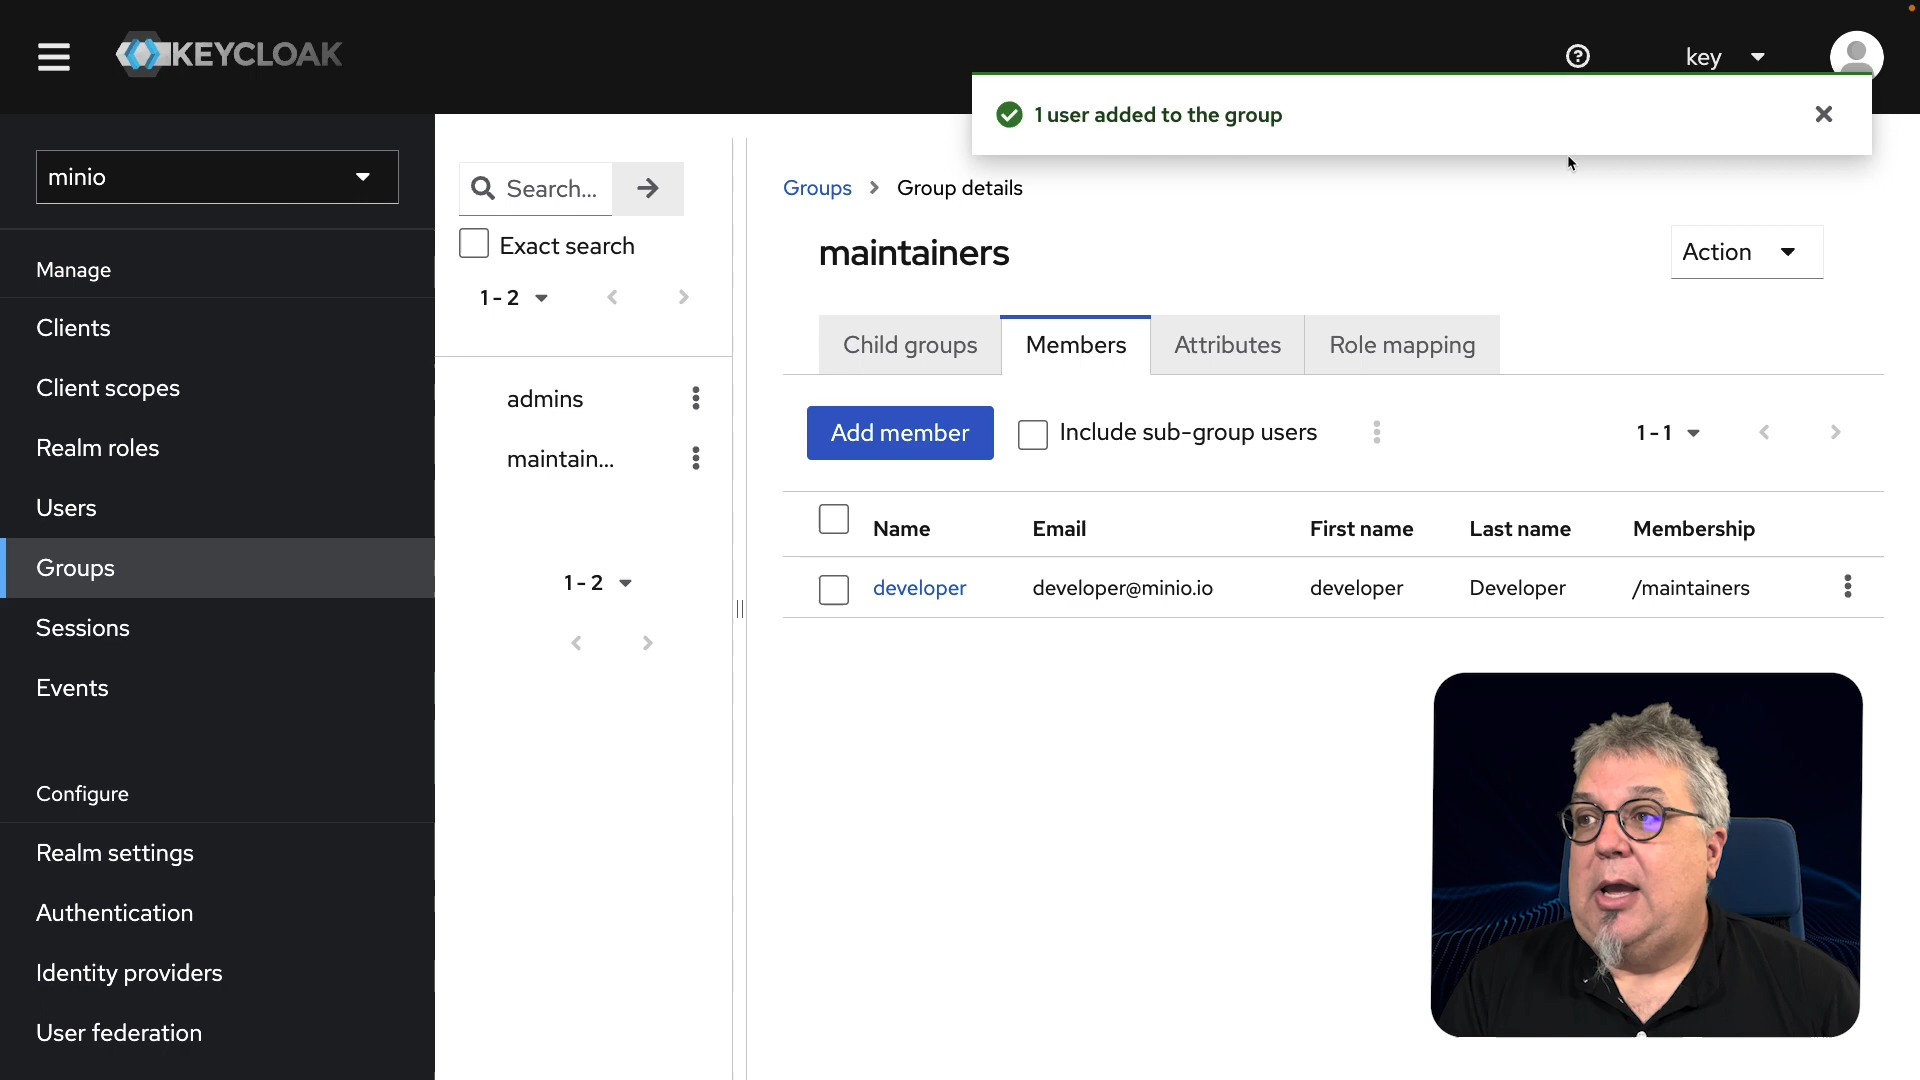 KEYCLOAK
key
1 user added to the group
minio
Manage
Clients
Client scopes
Realm roles
Users
Groups
Sessions
Events
Configure
Realm settings
Authentication
Identity providers
User federation
Search...
Exact search
1 - 2
admins
maintain...
1 - 2
Groups > Group details
maintainers
Action
Child groups Members Attributes Role mapping
Add member Include sub-group users 1 - 1
Name Email First name Last name Membership
developer developer@minio.io developer Developer /maintainers